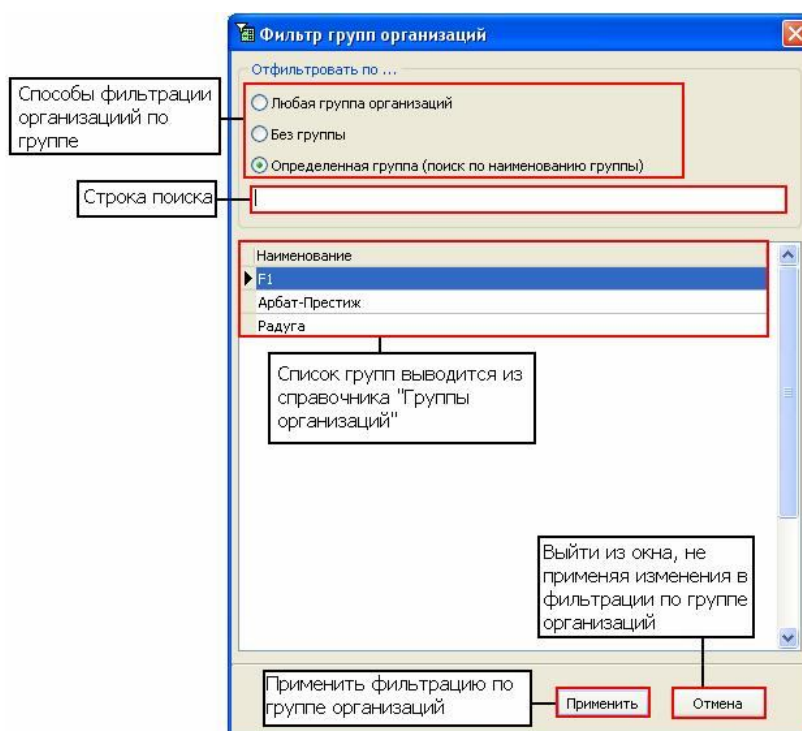 Фильтр групп организаций
Отфильтровать по ...
Способы фильтрации
организациий по
группе
Любая группа организаций
Без группы
Определенная группа (поиск по наименованию группы)
Строка поиска
Наименование
F1
Арбат-Престиж
Радуга
Список групп выводится из
справочника "Группы
организаций"
Выйти из окна, не
применяя изменения в
фильтрации по группе
организаций
Применить фильтрацию по
группе организаций
Применить
Отмена